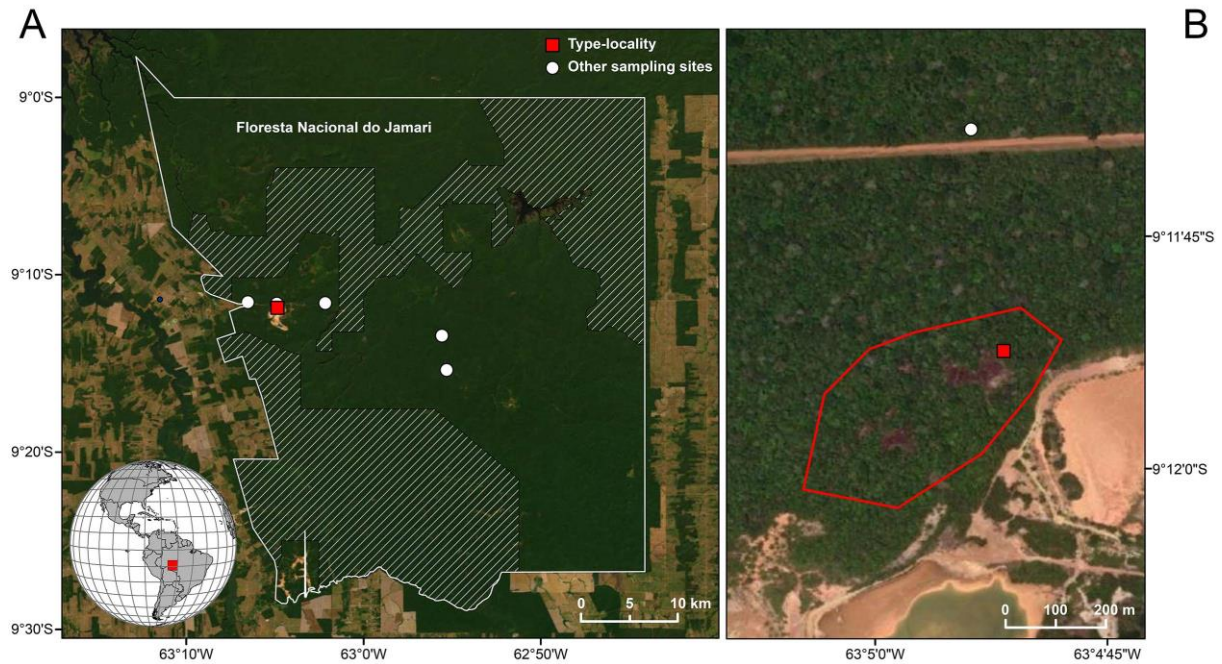 A
B
Type-locality
Other sampling sites
Floresta Nacional do Jamari
9°0'S
9°10'S
9°20'S
9°30'S
63°10'W
63°0'W
62°50'W
0 5 10 km
9°11'45"S
9°12'0"S
63°5'0"W
63°4'45"W
0 100 200 m